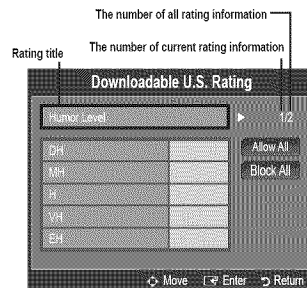 The number of all rating information
The number of current rating information
Rating title
Downloadable U.S. Rating
Humor Level
1/2
DH
Allow All
MH
Block All
H
VH
EH
Move Enter Return